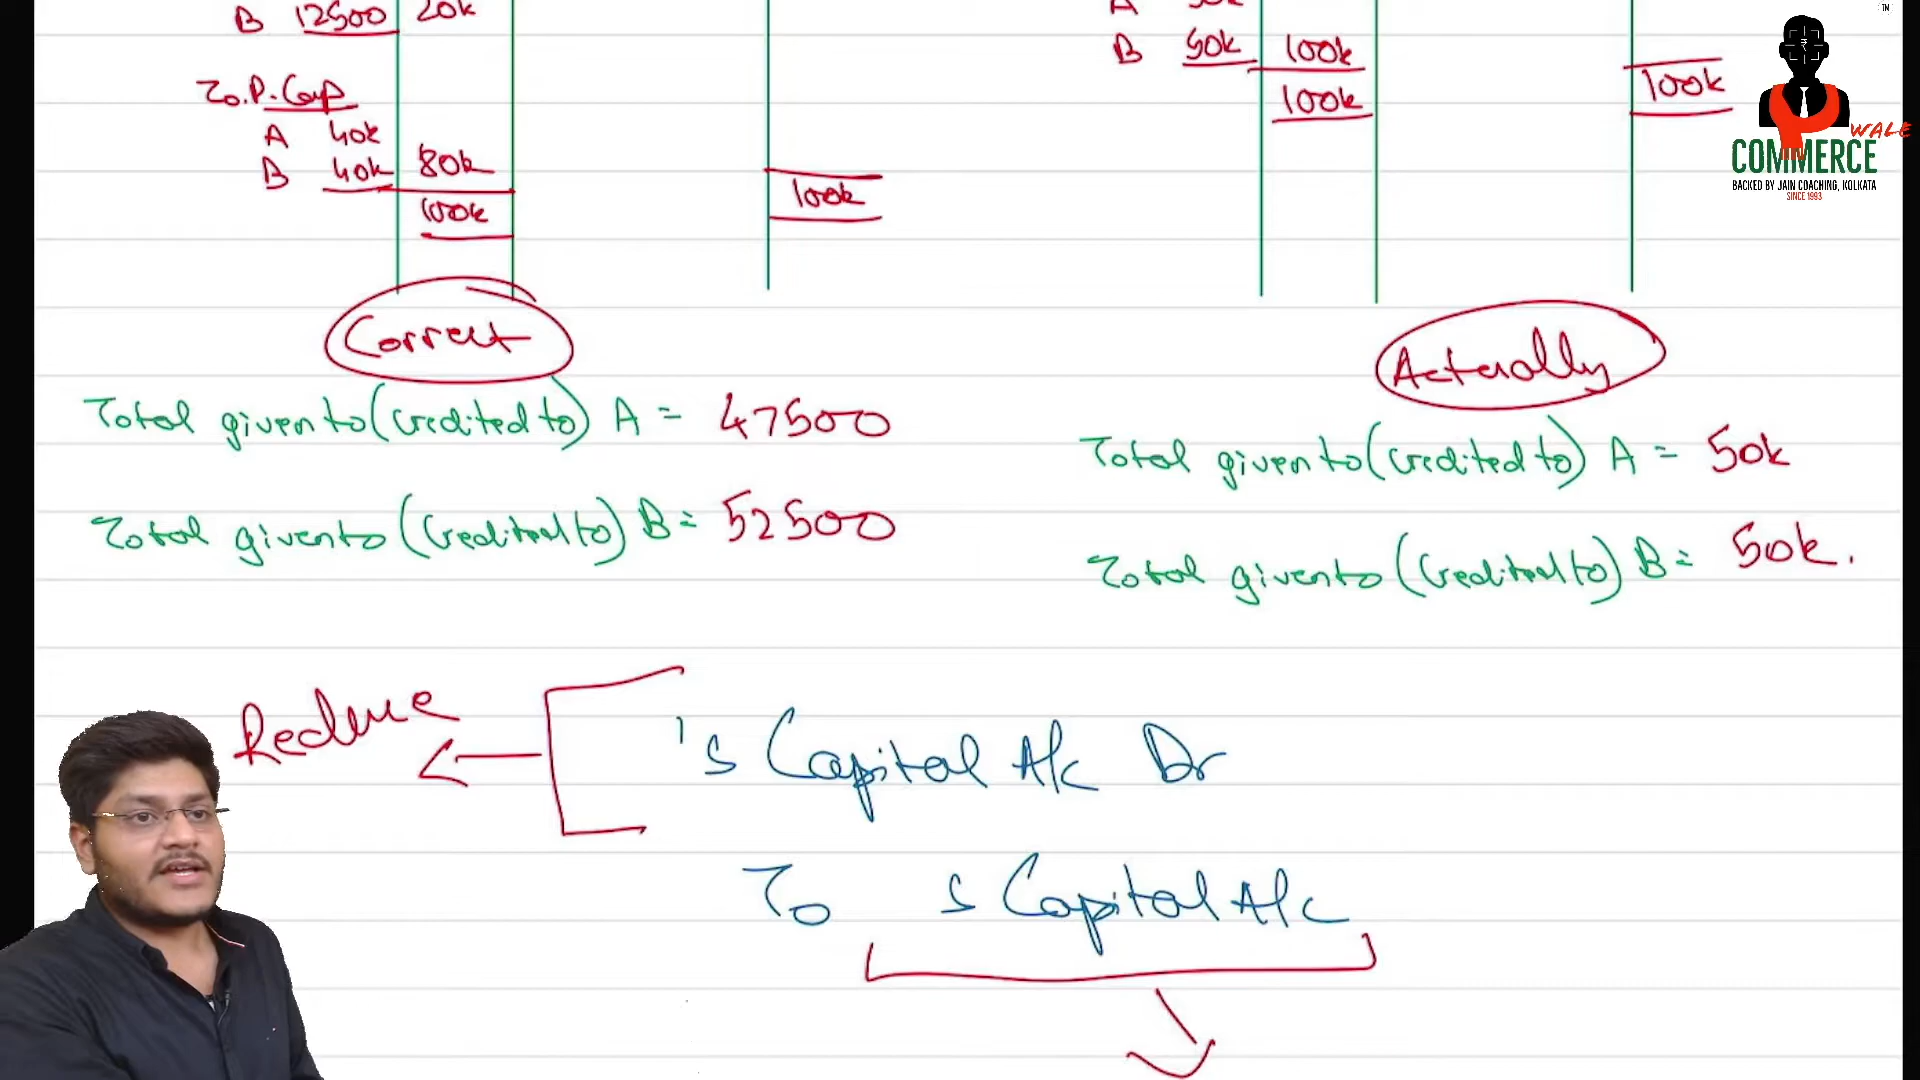 B 12500 20k
To.P.Cap
A 40k
B 40k 80k
100k
100k
B 50k 100k
100k
100k
TM
WALE
COMMERCE
BACKED BY JAIN COACHING, KOLKATA
SINCE 1993
Correct
Total given to (Credited to) A = 47500
Total given to (Credited to) B = 52500
Actually
Total given to (Credited to) A = 50k
Total given to (Credited to) B = 50k.
Reduce
's Capital A/c Dr
To s Capital A/c